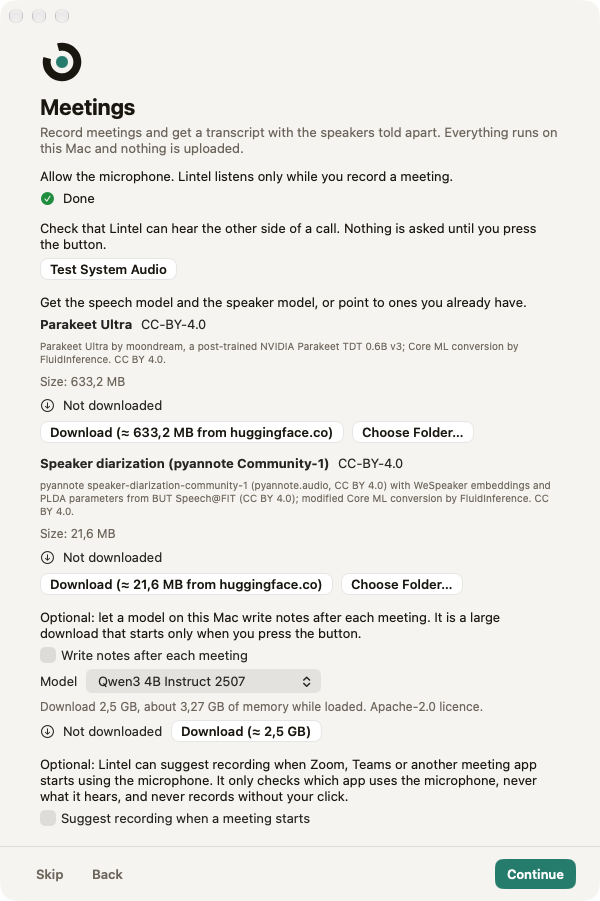 Meetings
Record meetings and get a transcript with the speakers told apart. Everything runs on
this Mac and nothing is uploaded.
Allow the microphone. Lintel listens only while you record a meeting.
Done
Check that Lintel can hear the other side of a call. Nothing is asked until you press
the button.
Test System Audio
Get the speech model and the speaker model, or point to ones you already have.
Parakeet Ultra CC-BY-4.0
Parakeet Ultra by moondream, a post-trained NVIDIA Parakeet TDT 0.6B v3; Core ML conversion by
FluidInference. CC BY 4.0.
Size: 633,2 MB
Not downloaded
Download (≈ 633,2 MB from huggingface.co) Choose Folder...
Speaker diarization (pyannote Community-1) CC-BY-4.0
pyannote speaker-diarization-community-1 (pyannote.audio, CC BY 4.0) with WeSpeaker embeddings and
PLDA parameters from BUT Speech@FIT (CC BY 4.0); modified Core ML conversion by FluidInference. CC
BY 4.0.
Size: 21,6 MB
Not downloaded
Download (≈ 21,6 MB from huggingface.co) Choose Folder...
Optional: let a model on this Mac write notes after each meeting. It is a large
download that starts only when you press the button.
Write notes after each meeting
Model Qwen3 4B Instruct 2507
Download 2,5 GB, about 3,27 GB of memory while loaded. Apache-2.0 licence.
Not downloaded Download (≈ 2,5 GB)
Optional: Lintel can suggest recording when Zoom, Teams or another meeting app
starts using the microphone. It only checks which app uses the microphone, never
what it hears, and never records without your click.
Suggest recording when a meeting starts
Skip Back Continue